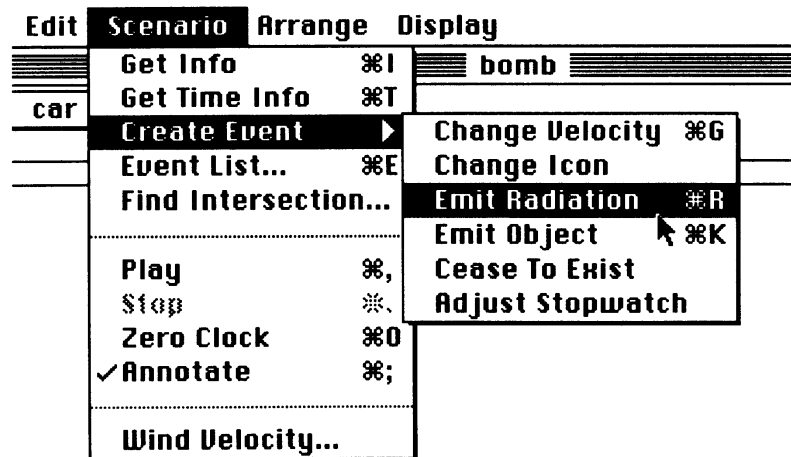 Edit Scenario Arrange Display
Get Info ⌘I
bomb
Get Time Info ⌘T
car
Create Event ▶
Change Velocity ⌘G
Event List... ⌘E
Change Icon
Find Intersection...
Emit Radiation ⌘R
Emit Object ⌘K
Play ⌘,
Cease To Exist
Stop ⌘.
Adjust Stopwatch
Zero Clock ⌘0
✓Annotate ⌘;
Wind Velocity...